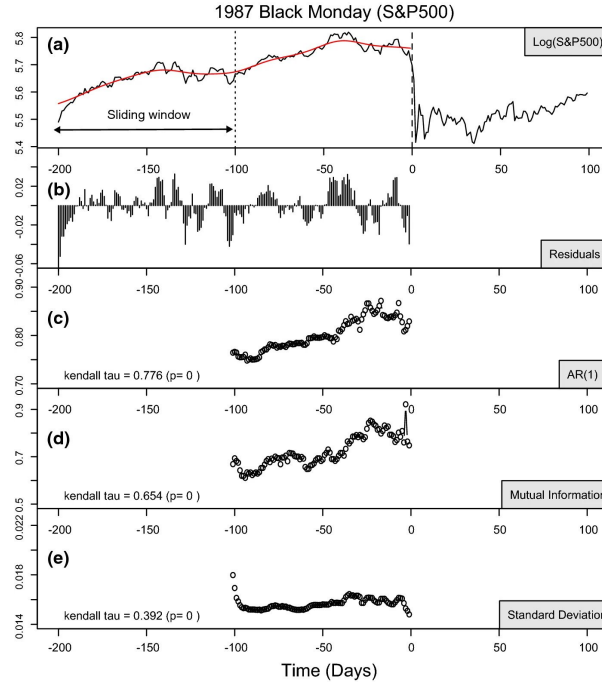 1987 Black Monday (S&P500)
(a)
Log(S&P500)
5.8
5.7
5.6
5.5
5.4
Sliding window
-200 -150 -100 -50 0 50 100
(b)
0.02
-0.02
-0.06
Residuals
-200 -150 -100 -50 0 50 100
(c)
0.90
0.80
0.70
kendall tau = 0.776 (p= 0 )
AR(1)
-200 -150 -100 -50 0 50 100
(d)
0.9
0.7
0.5
kendall tau = 0.654 (p= 0 )
Mutual Information
-200 -150 -100 -50 0 50 100
(e)
0.022
0.018
0.014
kendall tau = 0.392 (p= 0 )
Standard Deviation
-200 -150 -100 -50 0 50 100
Time (Days)